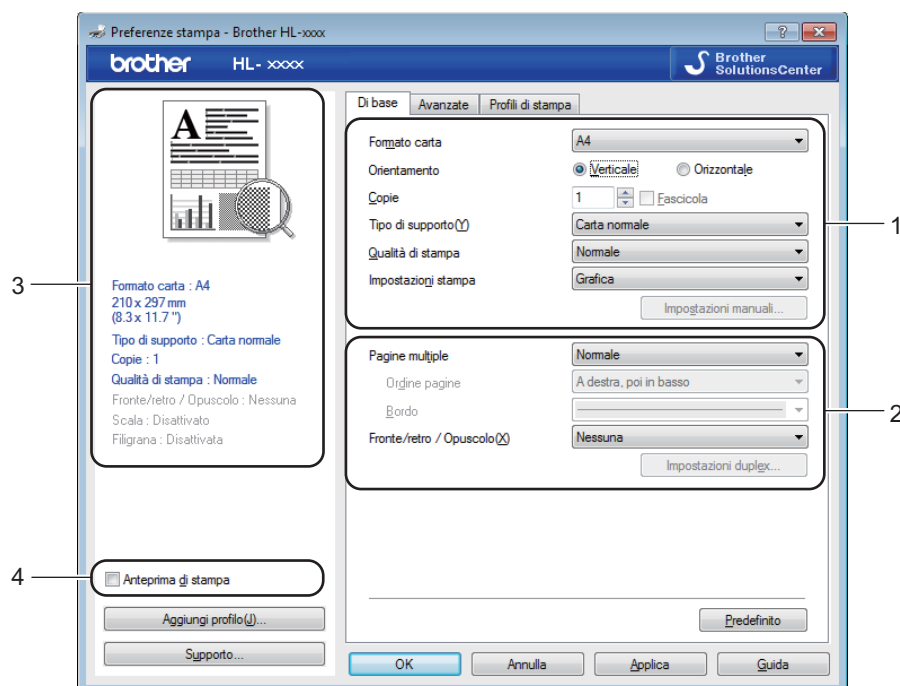 Preferenze stampa - Brother HL-xxxx
brother HL- xxxx
Brother
SolutionsCenter
A
Formato carta : A4
210 x 297 mm
(8.3 x 11.7 ")
Tipo di supporto : Carta normale
Copie : 1
Qualità di stampa : Normale
Fronte/retro / Opuscolo : Nessuna
Scala : Disattivato
Filigrana : Disattivata
3
Anteprima di stampa
4
Aggiungi profilo(J)...
Supporto...
Di base Avanzate Profili di stampa
Formato carta A4
Orientamento Verticale Orizzontale
Copie 1 Fascicola
Tipo di supporto(Y) Carta normale
Qualità di stampa Normale
Impostazioni stampa Grafica
Impostazioni manuali...
1
Pagine multiple Normale
Ordine pagine A destra, poi in basso
Bordo
Fronte/retro / Opuscolo(X) Nessuna
Impostazioni duplex...
2
Predefinito
OK Annulla Applica Guida